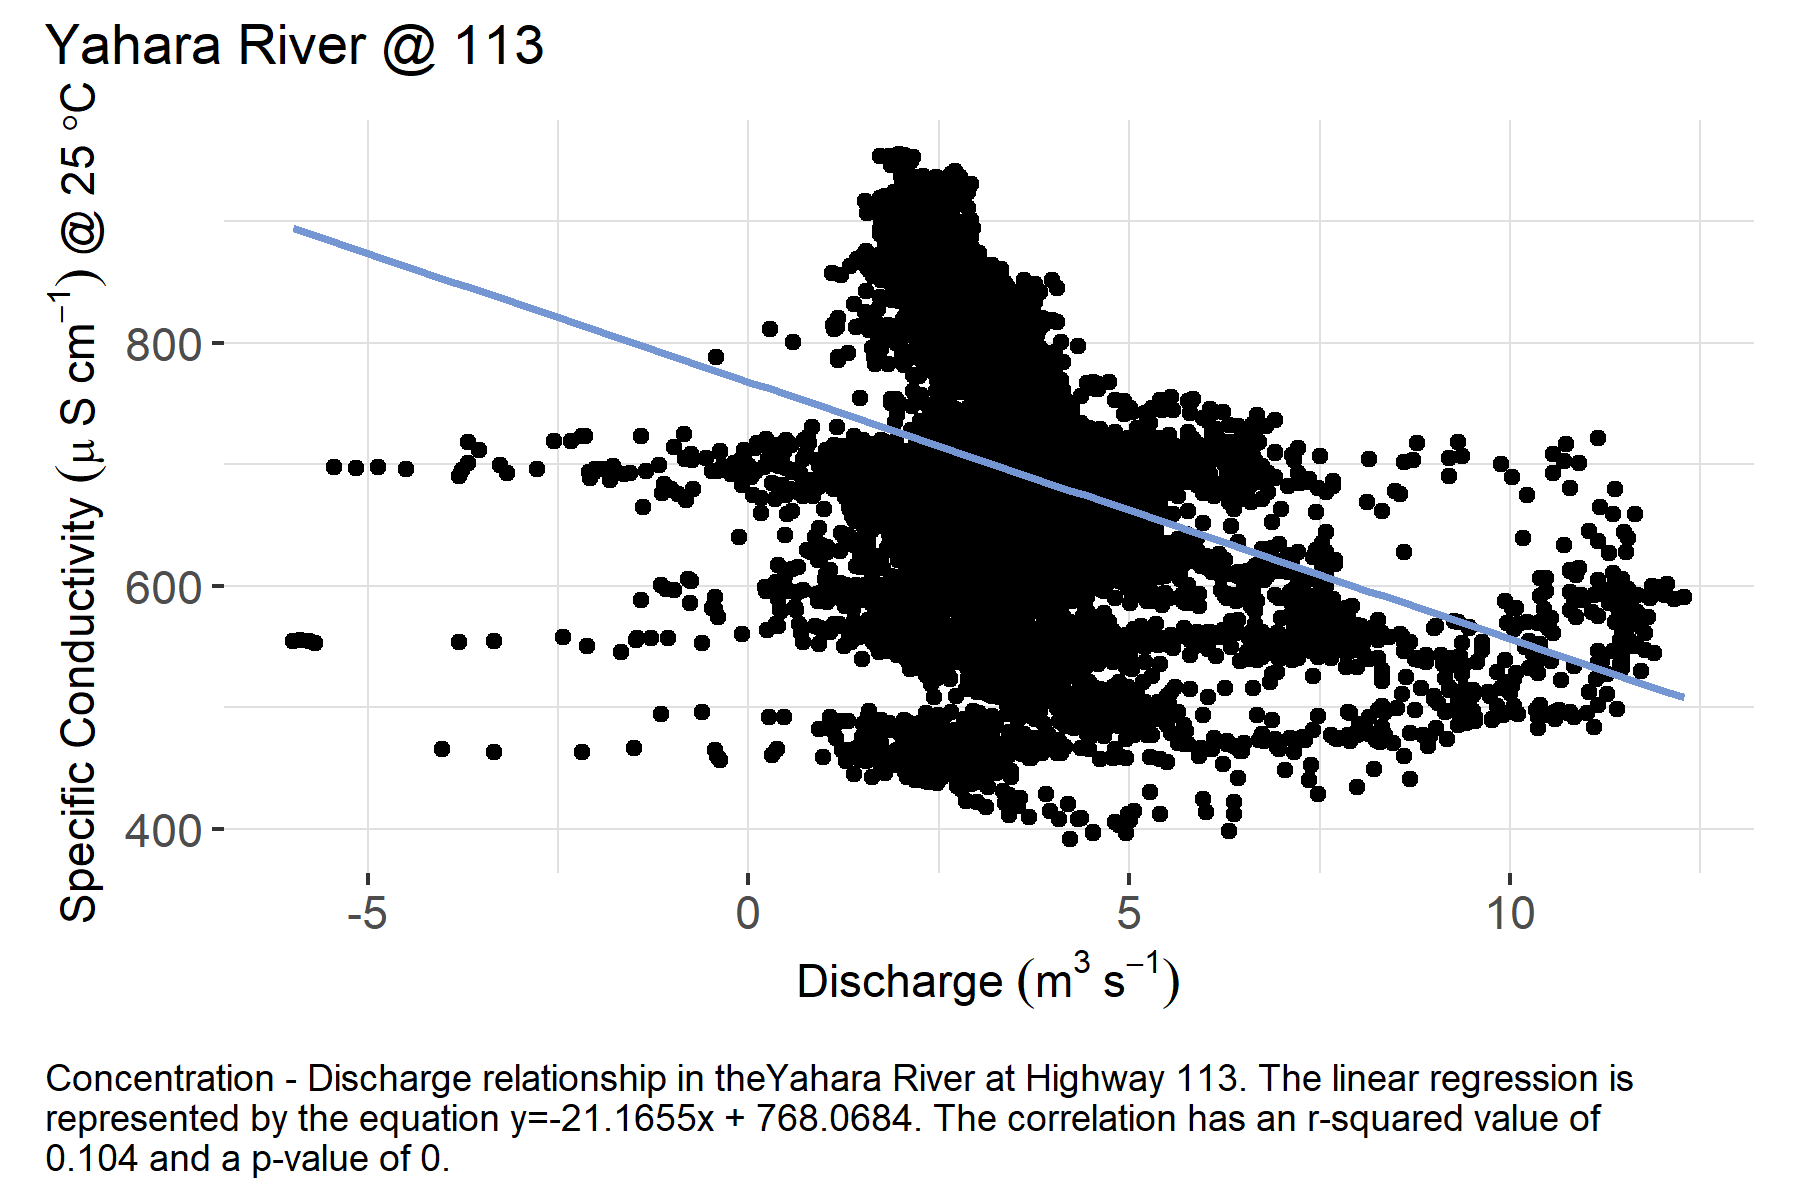 Yahara River @ 113
Specific Conductivity (μ S cm⁻¹) @ 25 °C
800
600
400
-5 0 5 10
Discharge (m³ s⁻¹)
Concentration - Discharge relationship in theYahara River at Highway 113. The linear regression is
represented by the equation y=-21.1655x + 768.0684. The correlation has an r-squared value of
0.104 and a p-value of 0.